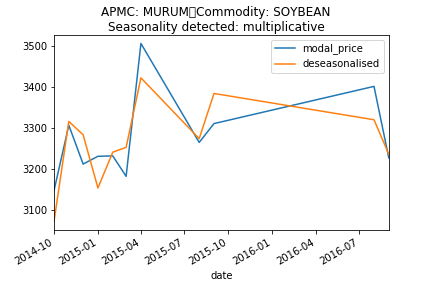 APMC: MURUM Commodity: SOYBEAN
Seasonality detected: multiplicative
modal_price
deseasonalised
3500
3400
3300
3200
3100
2014-10
2015-01
2015-04
2015-07
2015-10
2016-01
2016-04
2016-07
date